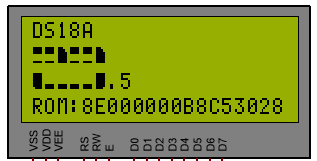 DS18A
.5
ROM:8E000000B8C53028
VSS
VDD
VEE
RS
RW
E
D0
D1
D2
D3
D4
D5
D6
D7